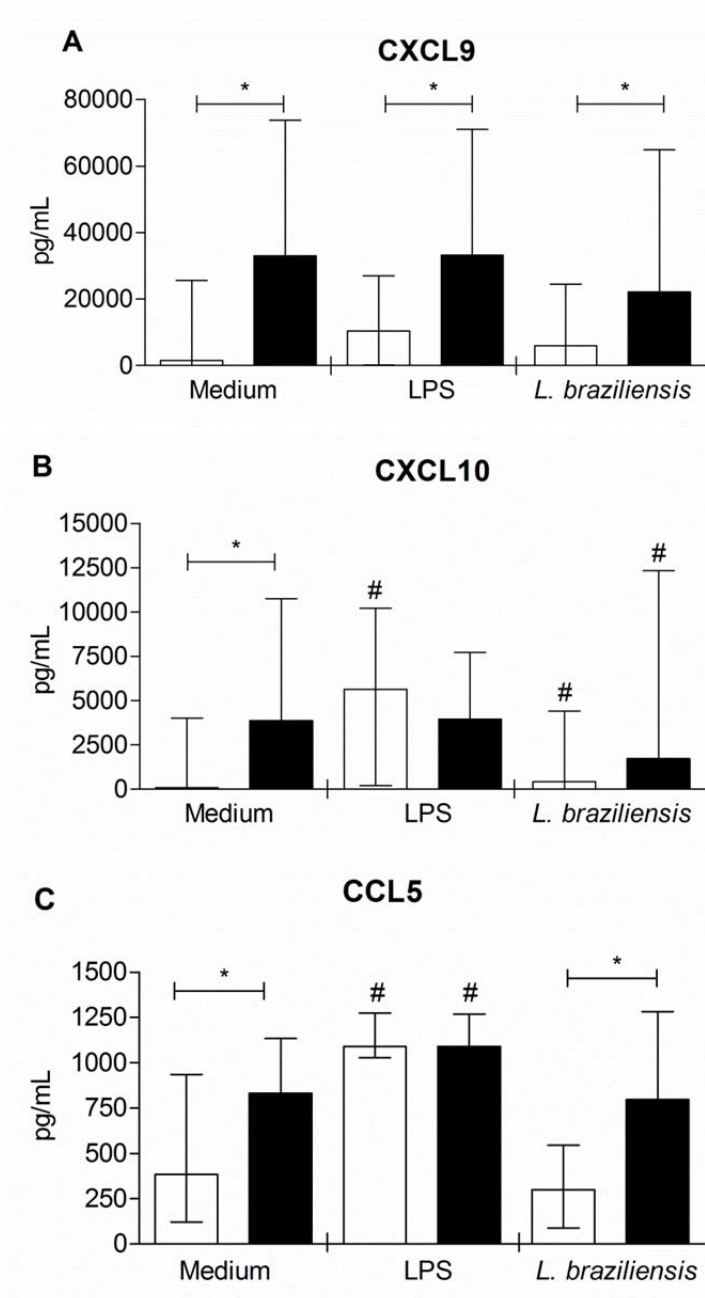 A
CXCL9
* * *
80000
60000
40000
20000
0
pg/mL
Medium LPS L. braziliensis
B
CXCL10
15000
12500
10000
7500
5000
2500
0
pg/mL
* # # #
Medium LPS L. braziliensis
C
CCL5
1500
1250
1000
750
500
250
0
pg/mL
* # # *
Medium LPS L. braziliensis